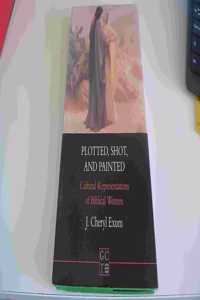 PLOTTED, SHOT,
AND PAINTED
Cultural Representations
of Biblical Women
J. Cheryl Exum